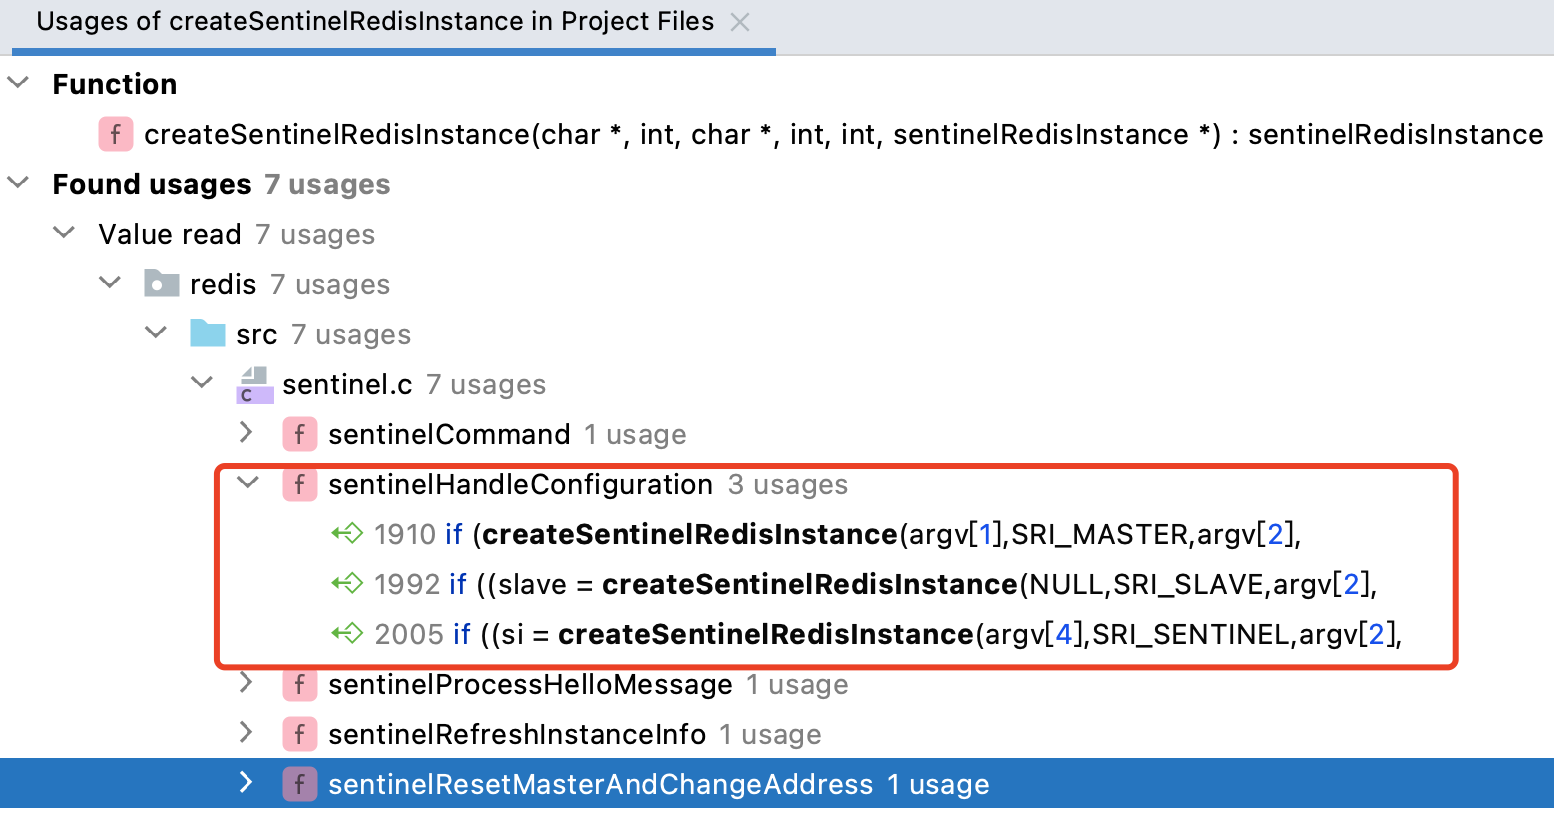 Usages of createSentinelRedisInstance in Project Files
Function
f createSentinelRedisInstance(char *, int, char *, int, int, sentinelRedisInstance *) : sentinelRedisInstance
Found usages 7 usages
Value read 7 usages
redis 7 usages
src 7 usages
C sentinel.c 7 usages
f sentinelCommand 1 usage
f sentinelHandleConfiguration 3 usages
1910 if (createSentinelRedisInstance(argv[1],SRI_MASTER,argv[2],
1992 if ((slave = createSentinelRedisInstance(NULL,SRI_SLAVE,argv[2],
2005 if ((si = createSentinelRedisInstance(argv[4],SRI_SENTINEL,argv[2],
f sentinelProcessHelloMessage 1 usage
f sentinelRefreshInstanceInfo 1 usage
f sentinelResetMasterAndChangeAddress 1 usage